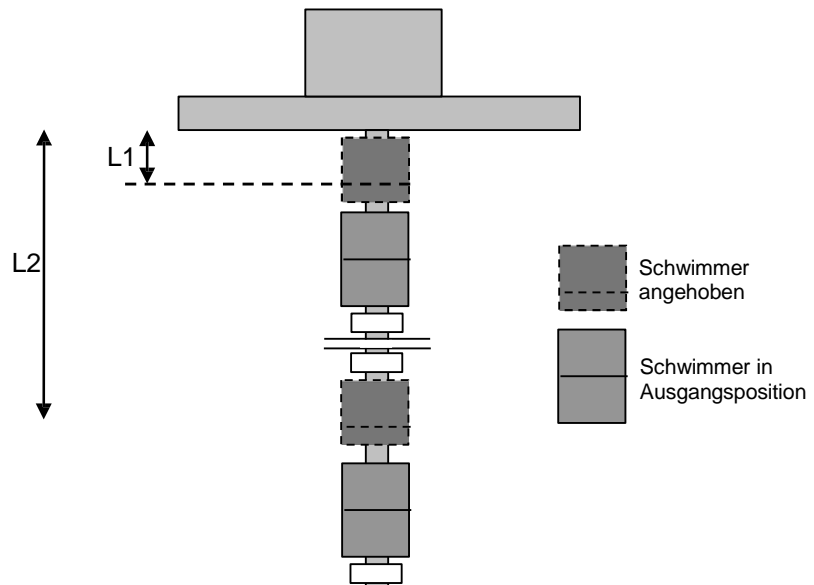 L1
L2
Schwimmer
angehoben
Schwimmer in
Ausgangsposition